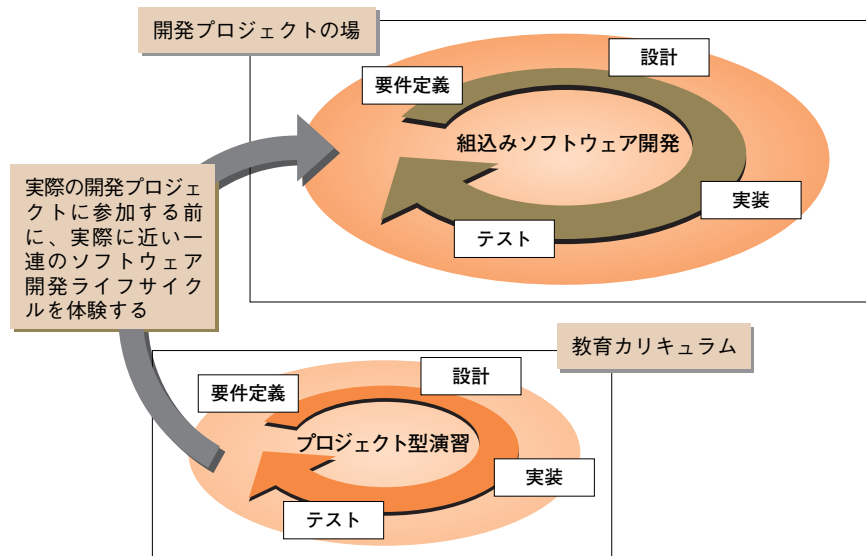 開発プロジェクトの場
設計
要件定義
組込みソフトウェア開発
実装
テスト
実際の開発プロジェ
クトに参加する前
に、実際に近い一
連のソフトウェア
開発ライフサイク
ルを体験する
教育カリキュラム
設計
要件定義
プロジェクト型演習
実装
テスト